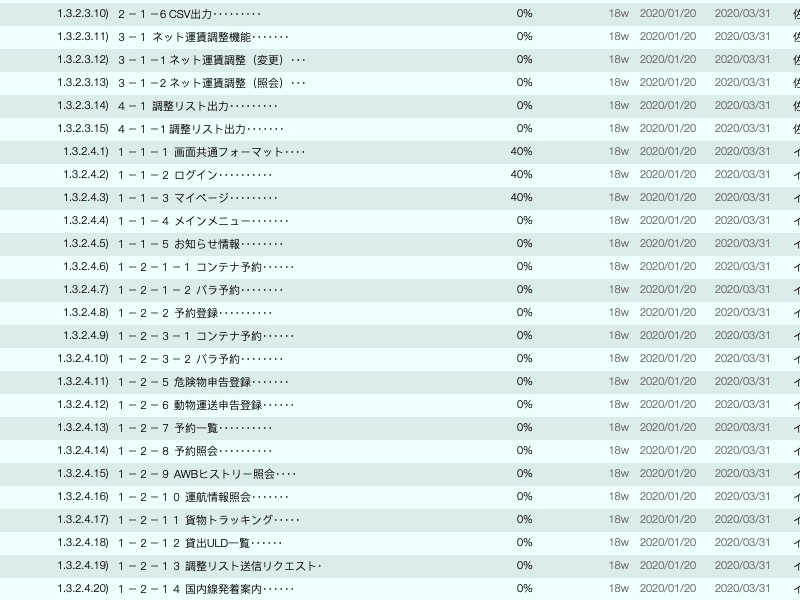 1.3.2.3.10) ２－１－６CSV出力········· 0% 18w 2020/01/20 2020/03/31 佐
1.3.2.3.11) ３－１ ネット運賃調整機能······· 0% 18w 2020/01/20 2020/03/31 佐
1.3.2.3.12) ３－１－１ネット運賃調整（変更）··· 0% 18w 2020/01/20 2020/03/31 佐
1.3.2.3.13) ３－１－２ネット運賃調整（照会）··· 0% 18w 2020/01/20 2020/03/31 佐
1.3.2.3.14) ４－１ 調整リスト出力········· 0% 18w 2020/01/20 2020/03/31 佐
1.3.2.3.15) ４－１－１調整リスト出力······· 0% 18w 2020/01/20 2020/03/31 佐
1.3.2.4.1) １－１－１ 画面共通フォーマット···· 40% 18w 2020/01/20 2020/03/31 イ
1.3.2.4.2) １－１－２ ログイン·········· 40% 18w 2020/01/20 2020/03/31 イ
1.3.2.4.3) １－１－３ マイページ········· 40% 18w 2020/01/20 2020/03/31 イ
1.3.2.4.4) １－１－４ メインメニュー······· 0% 18w 2020/01/20 2020/03/31 イ
1.3.2.4.5) １－１－５ お知らせ情報········ 0% 18w 2020/01/20 2020/03/31 イ
1.3.2.4.6) １－２－１－１ コンテナ予約······ 0% 18w 2020/01/20 2020/03/31 イ
1.3.2.4.7) １－２－１－２ バラ予約········ 0% 18w 2020/01/20 2020/03/31 イ
1.3.2.4.8) １－２－２ 予約登録·········· 0% 18w 2020/01/20 2020/03/31 イ
1.3.2.4.9) １－２－３－１ コンテナ予約······ 0% 18w 2020/01/20 2020/03/31 イ
1.3.2.4.10) １－２－３－２ バラ予約········ 0% 18w 2020/01/20 2020/03/31 イ
1.3.2.4.11) １－２－５ 危険物申告登録······· 0% 18w 2020/01/20 2020/03/31 イ
1.3.2.4.12) １－２－６ 動物運送申告登録······ 0% 18w 2020/01/20 2020/03/31 イ
1.3.2.4.13) １－２－７ 予約一覧·········· 0% 18w 2020/01/20 2020/03/31 イ
1.3.2.4.14) １－２－８ 予約照会·········· 0% 18w 2020/01/20 2020/03/31 イ
1.3.2.4.15) １－２－９ AWBヒストリー照会···· 0% 18w 2020/01/20 2020/03/31 イ
1.3.2.4.16) １－２－１０ 運航情報照会······· 0% 18w 2020/01/20 2020/03/31 イ
1.3.2.4.17) １－２－１１ 貨物トラッキング····· 0% 18w 2020/01/20 2020/03/31 イ
1.3.2.4.18) １－２－１２ 貸出ULD一覧······ 0% 18w 2020/01/20 2020/03/31 イ
1.3.2.4.19) １－２－１３ 調整リスト送信リクエスト· 0% 18w 2020/01/20 2020/03/31 イ
1.3.2.4.20) １－２－１４ 国内線発着案内······ 0% 18w 2020/01/20 2020/03/31 イ